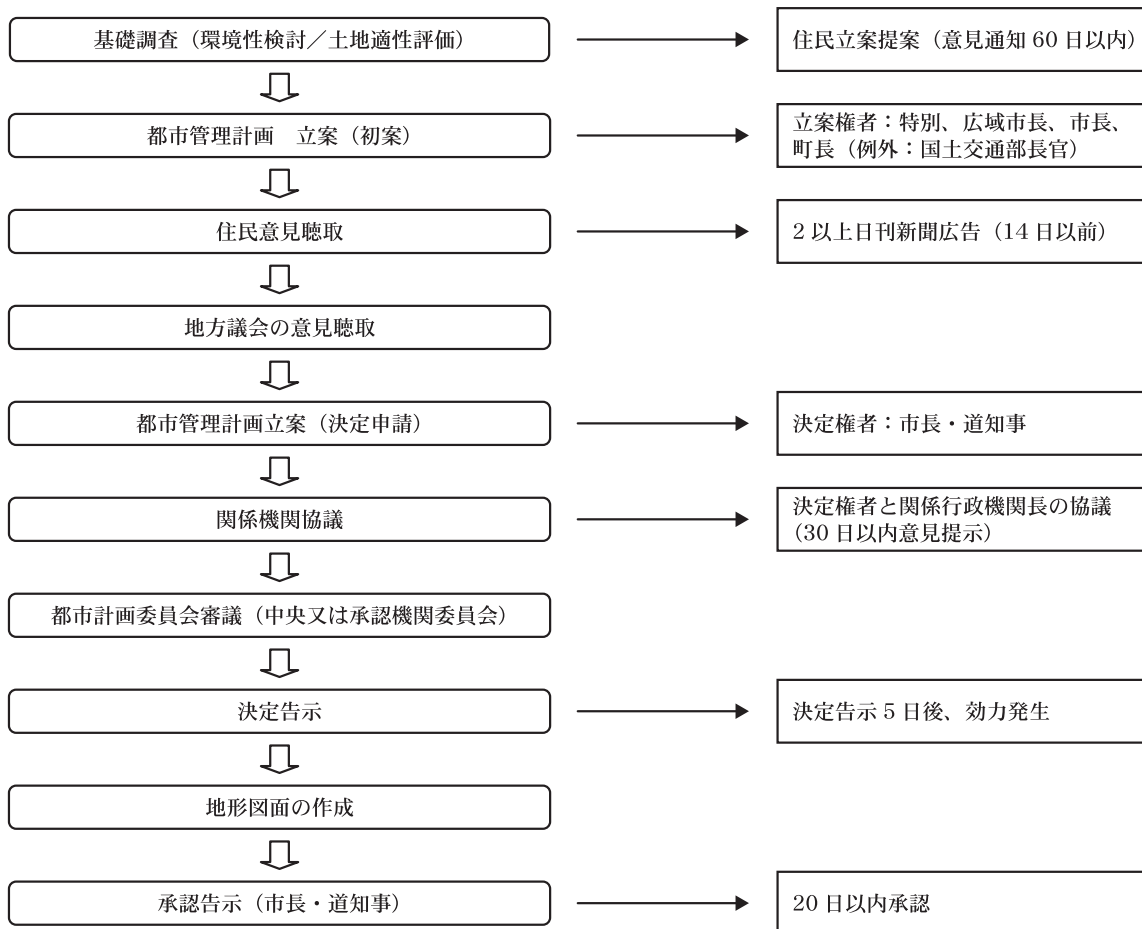 基礎調査（環境性検討／土地適性評価）
住民立案提案（意見通知 60 日以内）
都市管理計画　立案（初案）
立案権者：特別、広域市長、市長、
町長（例外：国土交通部長官）
住民意見聴取
2 以上日刊新聞広告（14 日以前）
地方議会の意見聴取
都市管理計画立案（決定申請）
決定権者：市長・道知事
関係機関協議
決定権者と関係行政機関長の協議
（30 日以内意見提示）
都市計画委員会審議（中央又は承認機関委員会）
決定告示
決定告示 5 日後、効力発生
地形図面の作成
承認告示（市長・道知事）
20 日以内承認